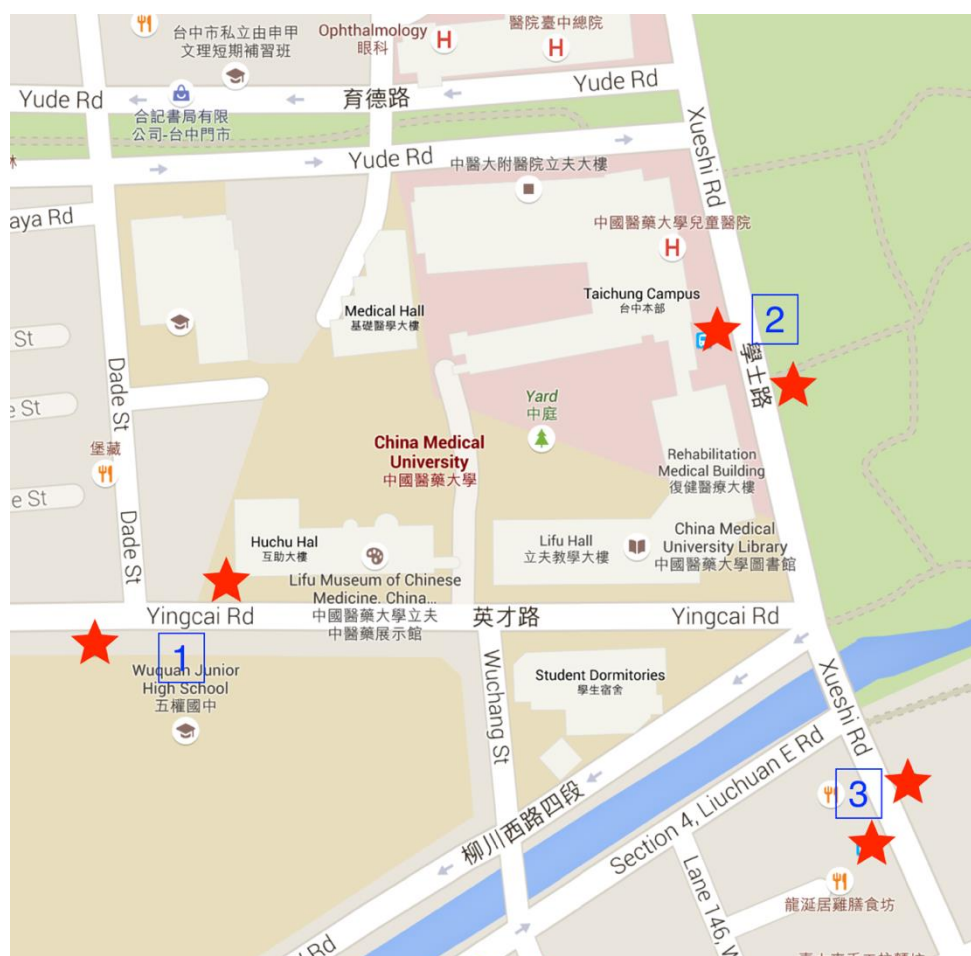 台中市私立由申甲
文理短期補習班
Ophthalmology
眼科
H
醫院臺中總院
H
Yude Rd
合記書局有限
公司-台中門市
育德路
Yude Rd
Xueshi Rd
Yude Rd
中醫大附醫院立夫大樓
aya Rd
中國醫藥大學兒童醫院
H
Medical Hall
基礎醫學大樓
Taichung Campus
台中本部
2
St
Dade St
學士路
e St
Yard
中庭
堡藏
China Medical
University
中國醫藥大學
Rehabilitation
Medical Building
復健醫療大樓
e St
Dade St
Huchu Hal
互助大樓
Lifu Hall
立夫教學大樓
China Medical
University Library
中國醫藥大學圖書館
Lifu Museum of Chinese
Medicine, China...
中國醫藥大學立夫
中醫藥展示館
Yingcai Rd
英才路
Yingcai Rd
1
Wuquan Junior
High School
五權國中
Wuchang St
Student Dormitories
學生宿舍
Xueshi Rd
柳川西路四段
Section 4, Liuchuan E Rd
3
Lane 146, W
龍涎居雞膳食坊
Rd